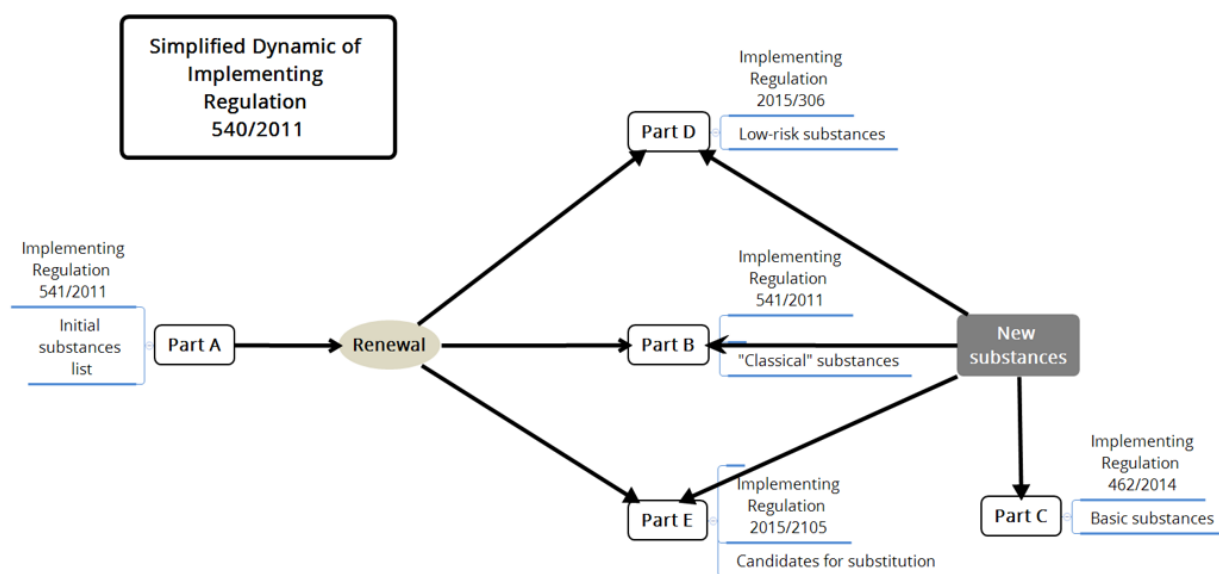 Simplified Dynamic of
Implementing
Regulation
540/2011
Implementing
Regulation
2015/306
Part D
Low-risk substances
Implementing
Regulation
541/2011
Initial
substances
list
Part A
Renewal
Implementing
Regulation
541/2011
Part B
"Classical" substances
New
substances
Implementing
Regulation
2015/2105
Part E
Candidates for substitution
Implementing
Regulation
462/2014
Part C
Basic substances